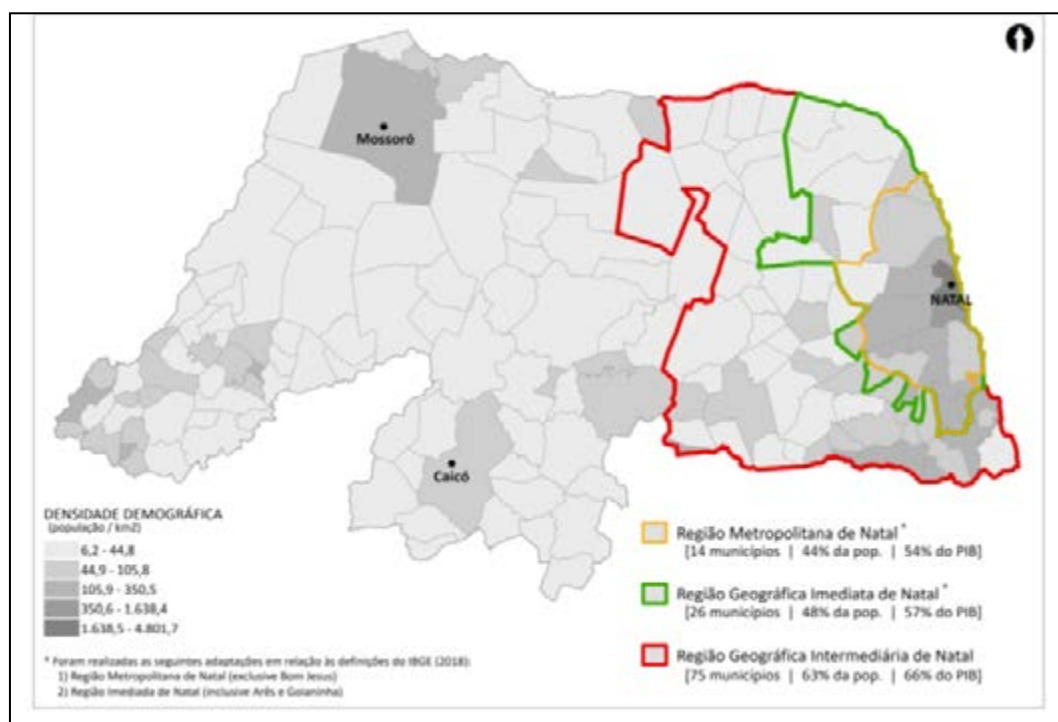 Mossoró
NATAL
Caicó
DENSIDADE DEMOGRÁFICA
(população / km2)
6,2 - 44,8
44,9 - 105,8
105,9 - 350,5
350,6 - 1.638,4
1.638,5 - 4.801,7
* Foram realizadas as seguintes adaptações em relação às definições do IBGE (2018):
1) Região Metropolitana de Natal (exclusive Bom Jesus)
2) Região Imediada de Natal (inclusive Arês e Goianinha)
Região Metropolitana de Natal *
[14 municípios | 44% da pop. | 54% do PIB]
Região Geográfica Imediata de Natal *
[26 municípios | 48% da pop. | 57% do PIB]
Região Geográfica Intermediária de Natal
[75 municípios | 63% da pop. | 66% do PIB]